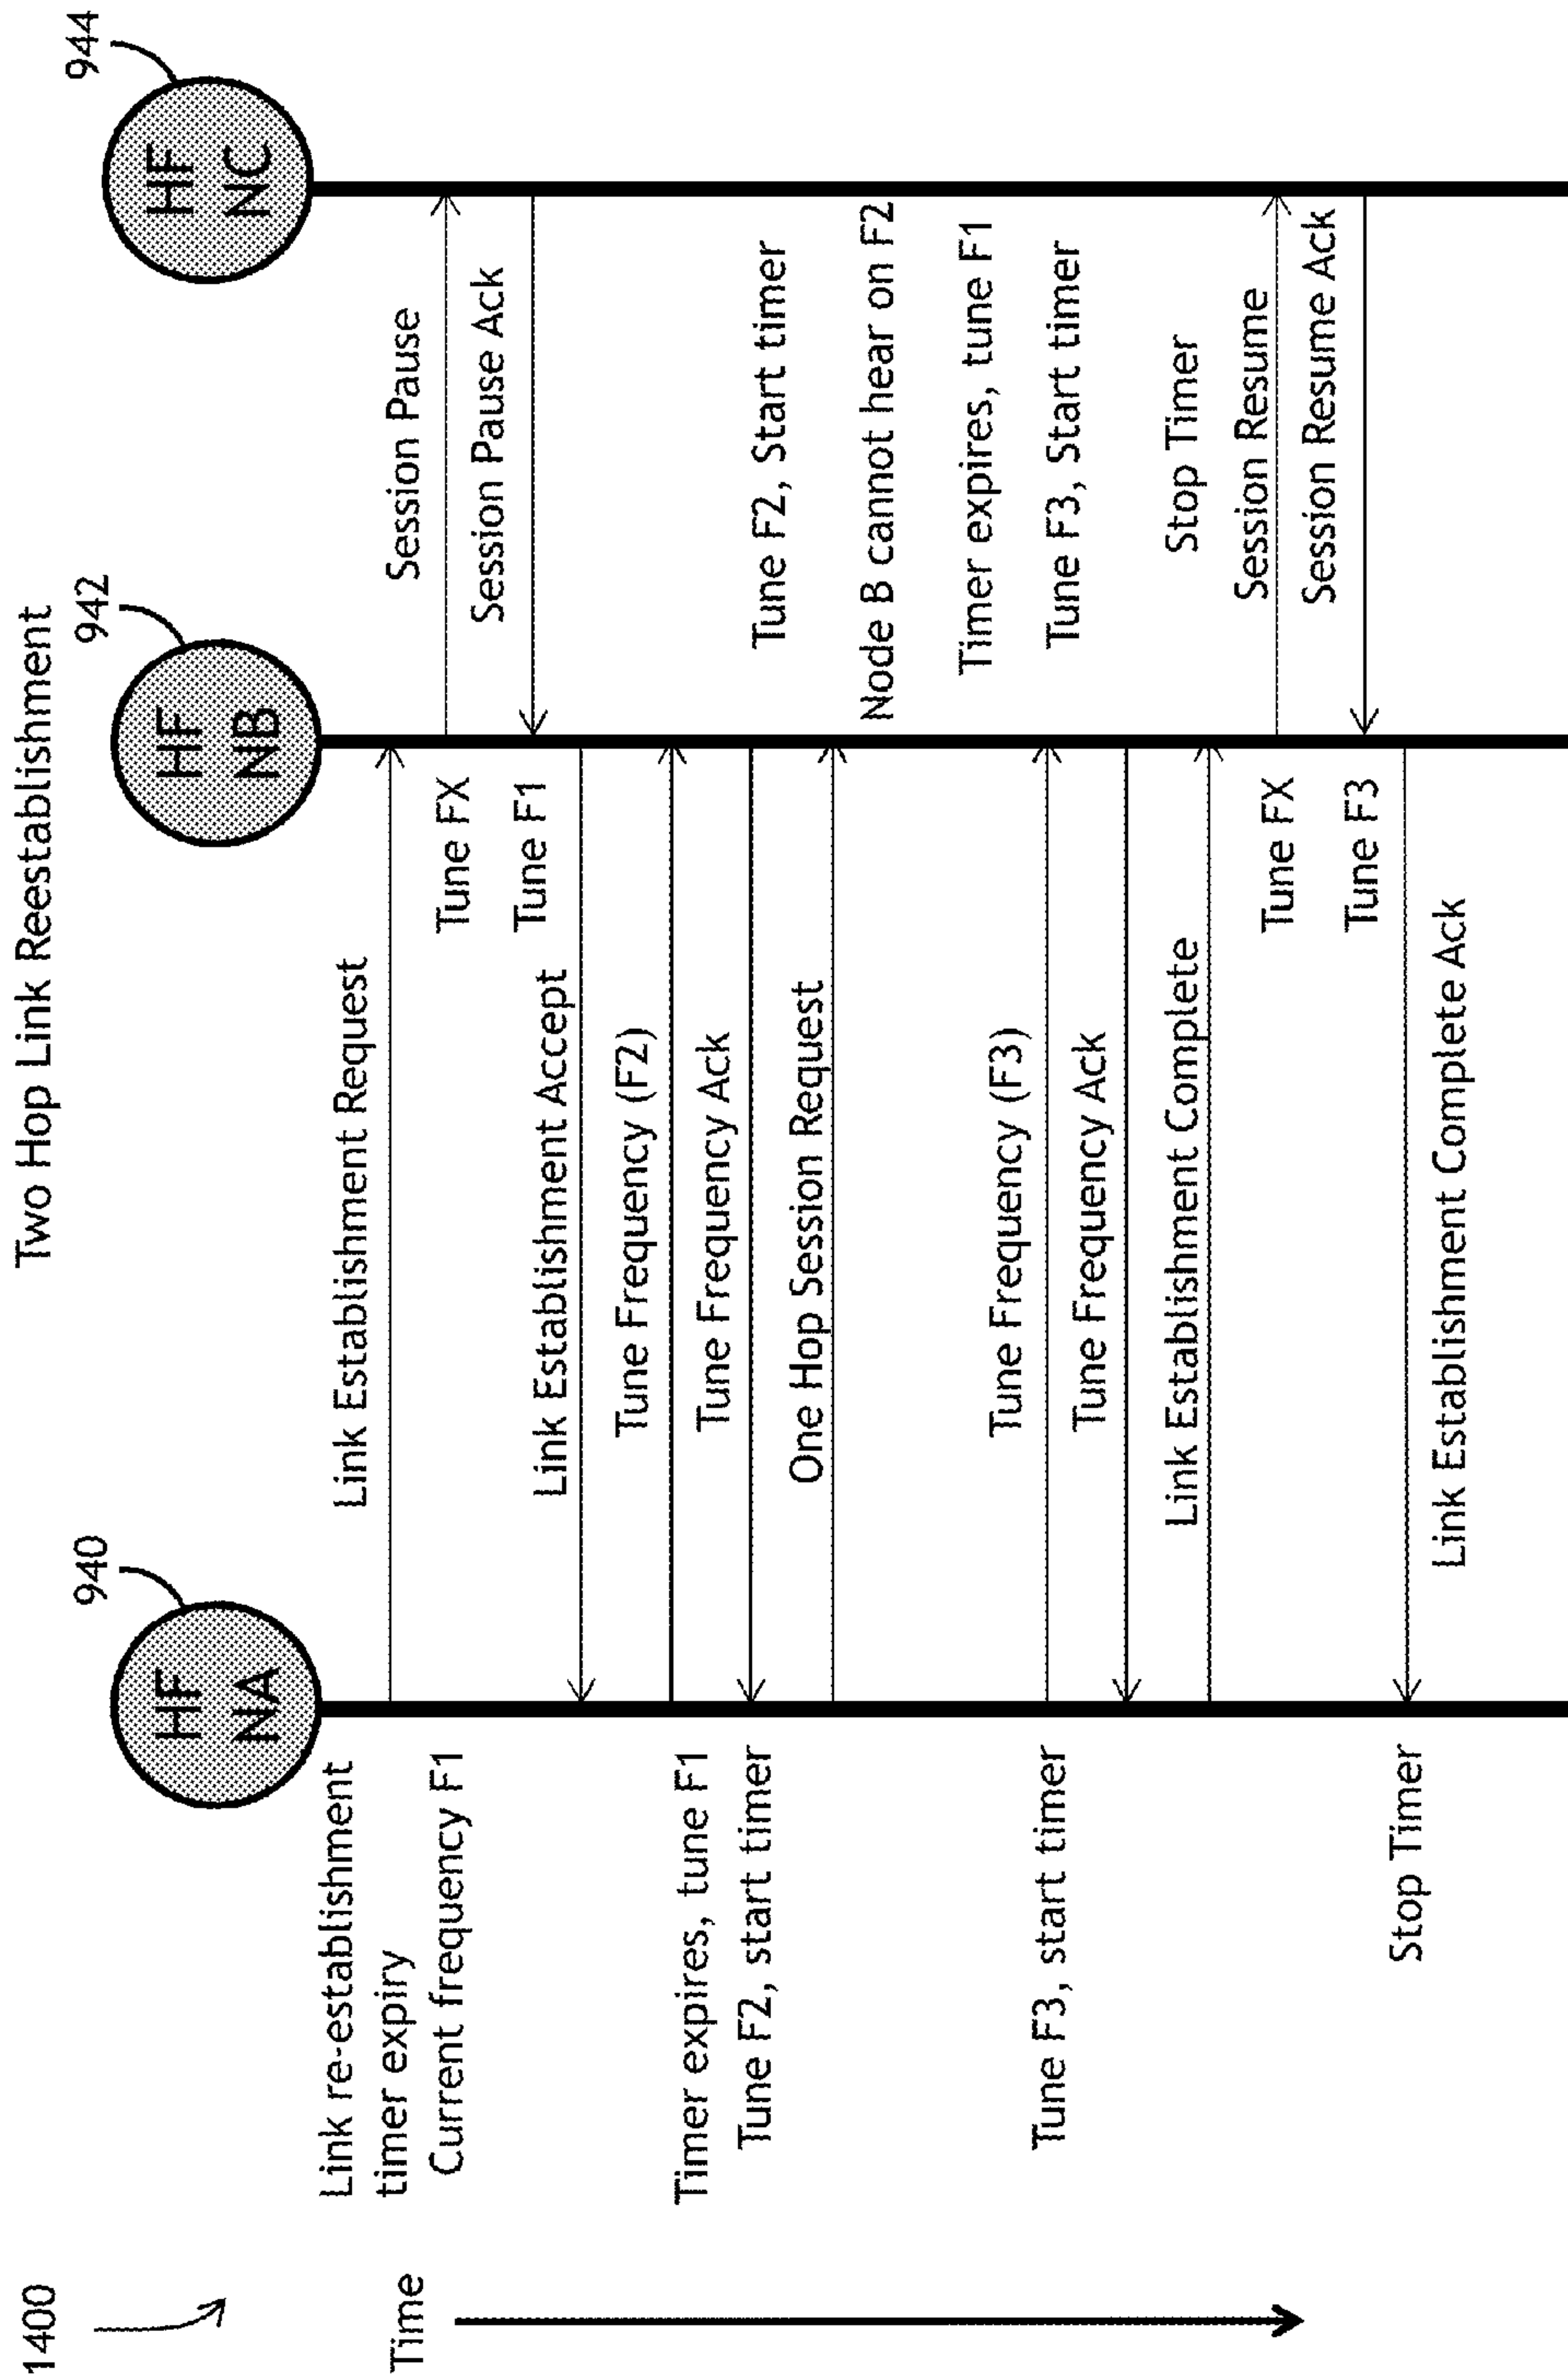 1400
Two Hop Link Reestablishment
940
942
944
HF
NA
HF
NB
HF
NC
Time
Link re-establishment
timer expiry
Current frequency F1
Link Establishment Request
Session Pause
Tune FX
Session Pause Ack
Tune F1
Link Establishment Accept
Tune Frequency (F2)
Timer expires, tune F1
Tune Frequency Ack
Tune F2, start timer
Tune F2, Start timer
One Hop Session Request
Node B cannot hear on F2
Timer expires, tune F1
Tune Frequency (F3)
Tune F3, start timer
Tune F3, Start timer
Tune Frequency Ack
Link Establishment Complete
Stop Timer
Session Resume
Tune FX
Session Resume Ack
Tune F3
Stop Timer
Link Establishment Complete Ack